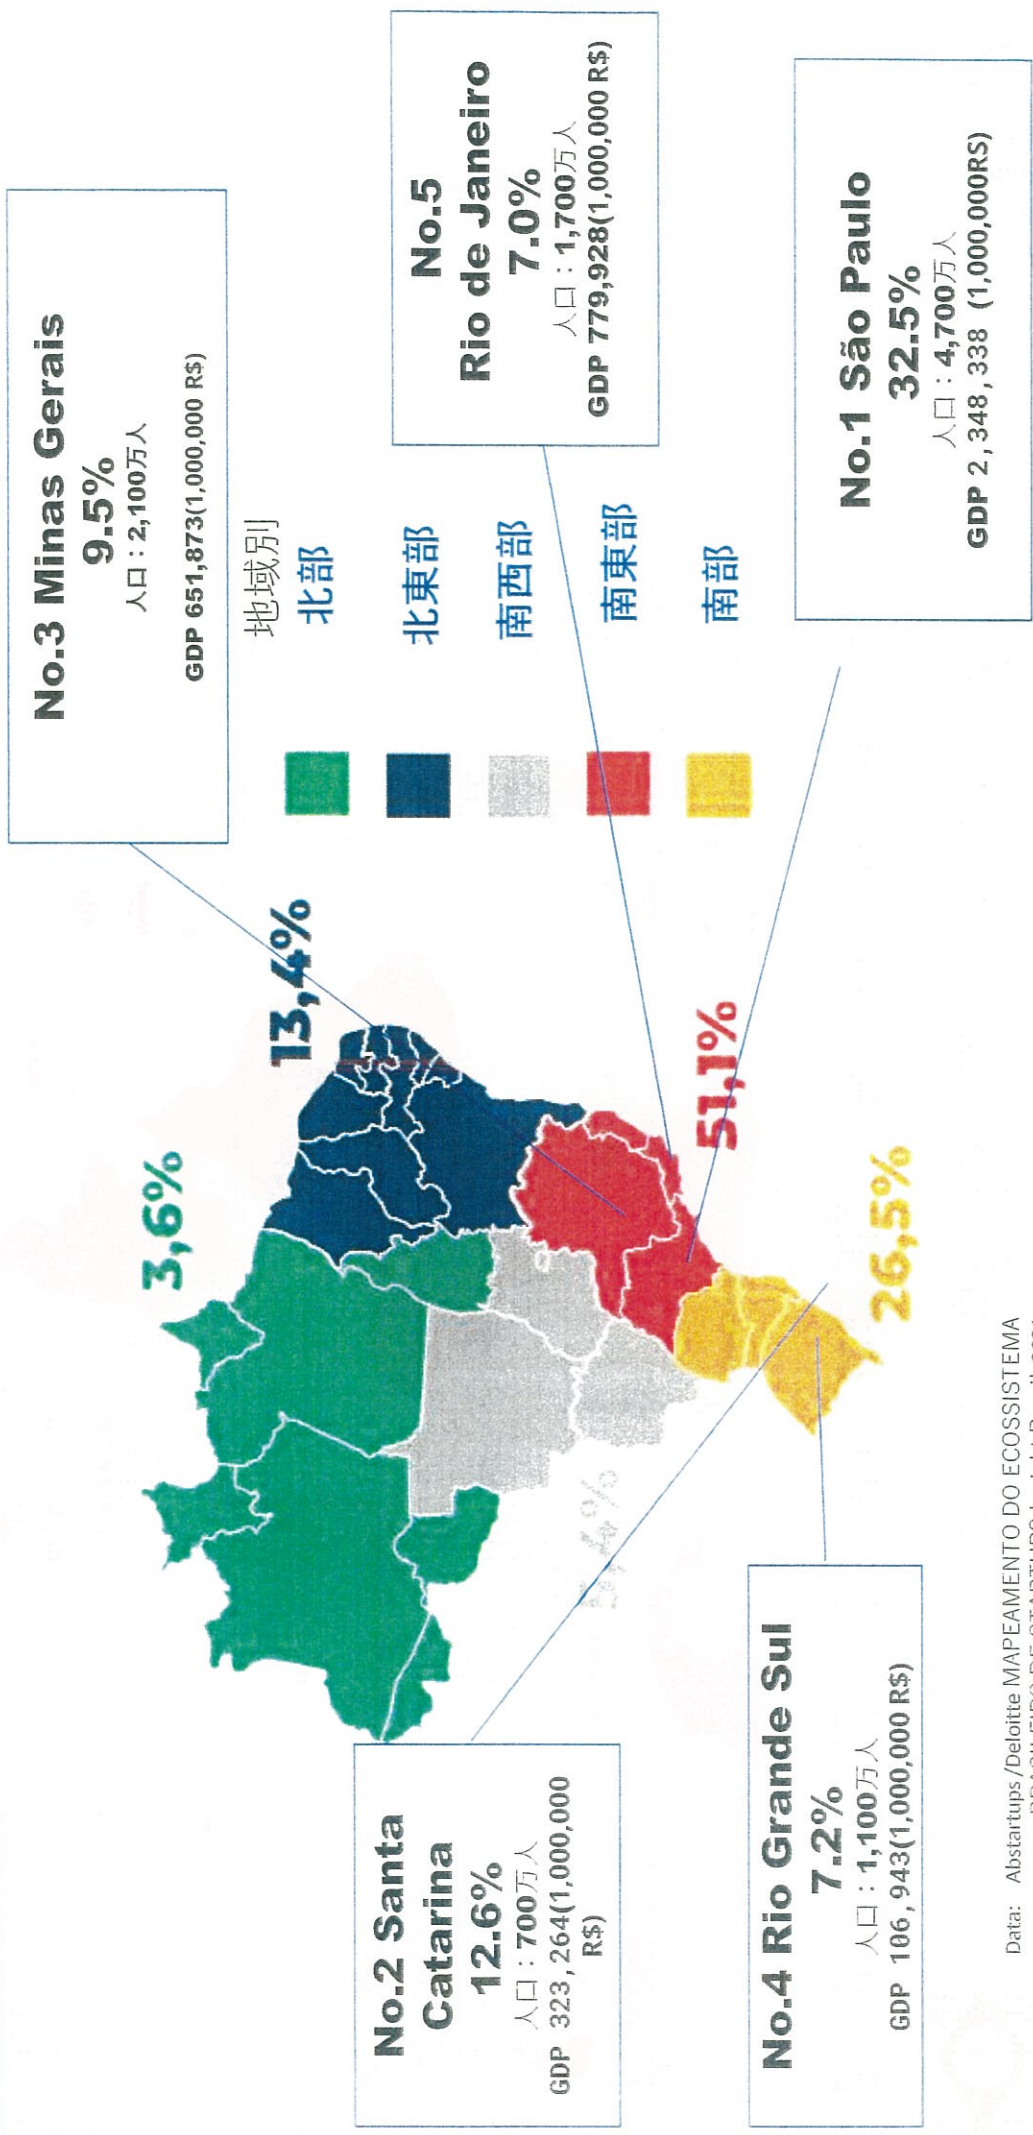 No.3 Minas Gerais
9.5%
人口：2,100万人
GDP 651,873(1,000,000 R$)
No.5
Rio de Janeiro
7.0%
人口：1,700万人
GDP 779,928(1,000,000 R$)
No.1 São Paulo
32.5%
人口：4,700万人
GDP 2,348,338 (1,000,000R$)
地域別
北部
北東部
南西部
南東部
南部
3,6%
13,4%
51,1%
26,5%
5,4%
No.2 Santa
Catarina
12.6%
人口：700万人
GDP 323,264(1,000,000
R$)
No.4 Rio Grande Sul
7.2%
人口：1,100万人
GDP 106,943(1,000,000 R$)
Data: Abstartups/Deloitte MAPEAMENTO DO ECOSSISTEMA